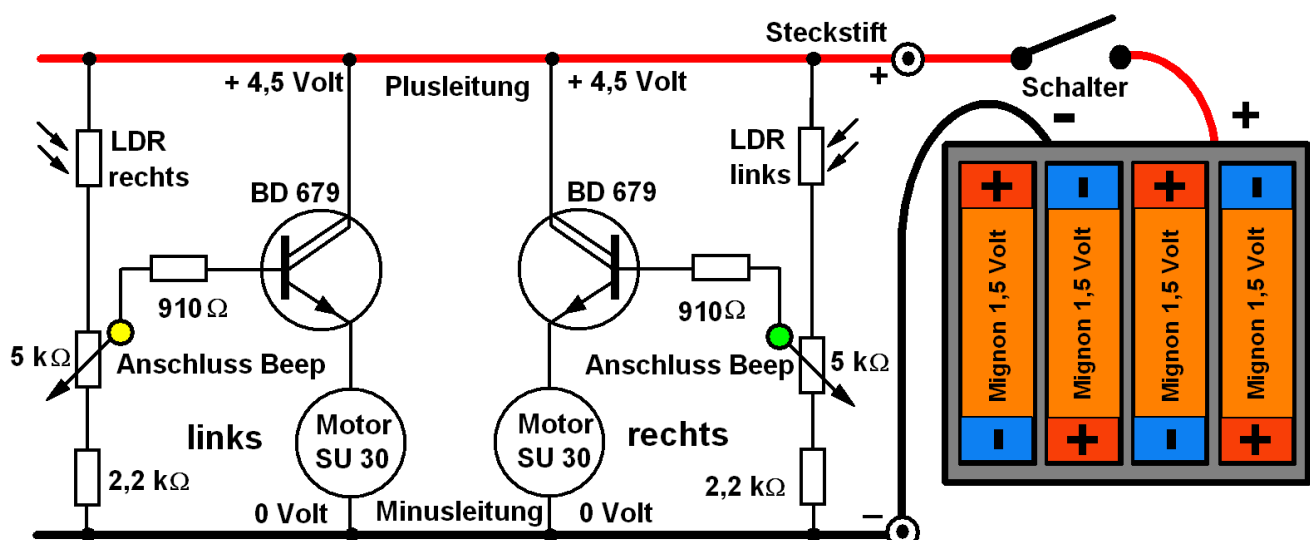 Steckstift
+ 4,5 Volt
Plusleitung
+ 4,5 Volt
+
Schalter
-
+
LDR
rechts
BD 679
BD 679
LDR
links
910 Ω
910 Ω
5 kΩ
Anschluss Beep
Anschluss Beep
5 kΩ
links
Motor
SU 30
Motor
SU 30
rechts
2,2 kΩ
2,2 kΩ
0 Volt
Minusleitung
0 Volt
–
+
-
+
-
Mignon 1,5 Volt
Mignon 1,5 Volt
Mignon 1,5 Volt
Mignon 1,5 Volt
-
+
-
+